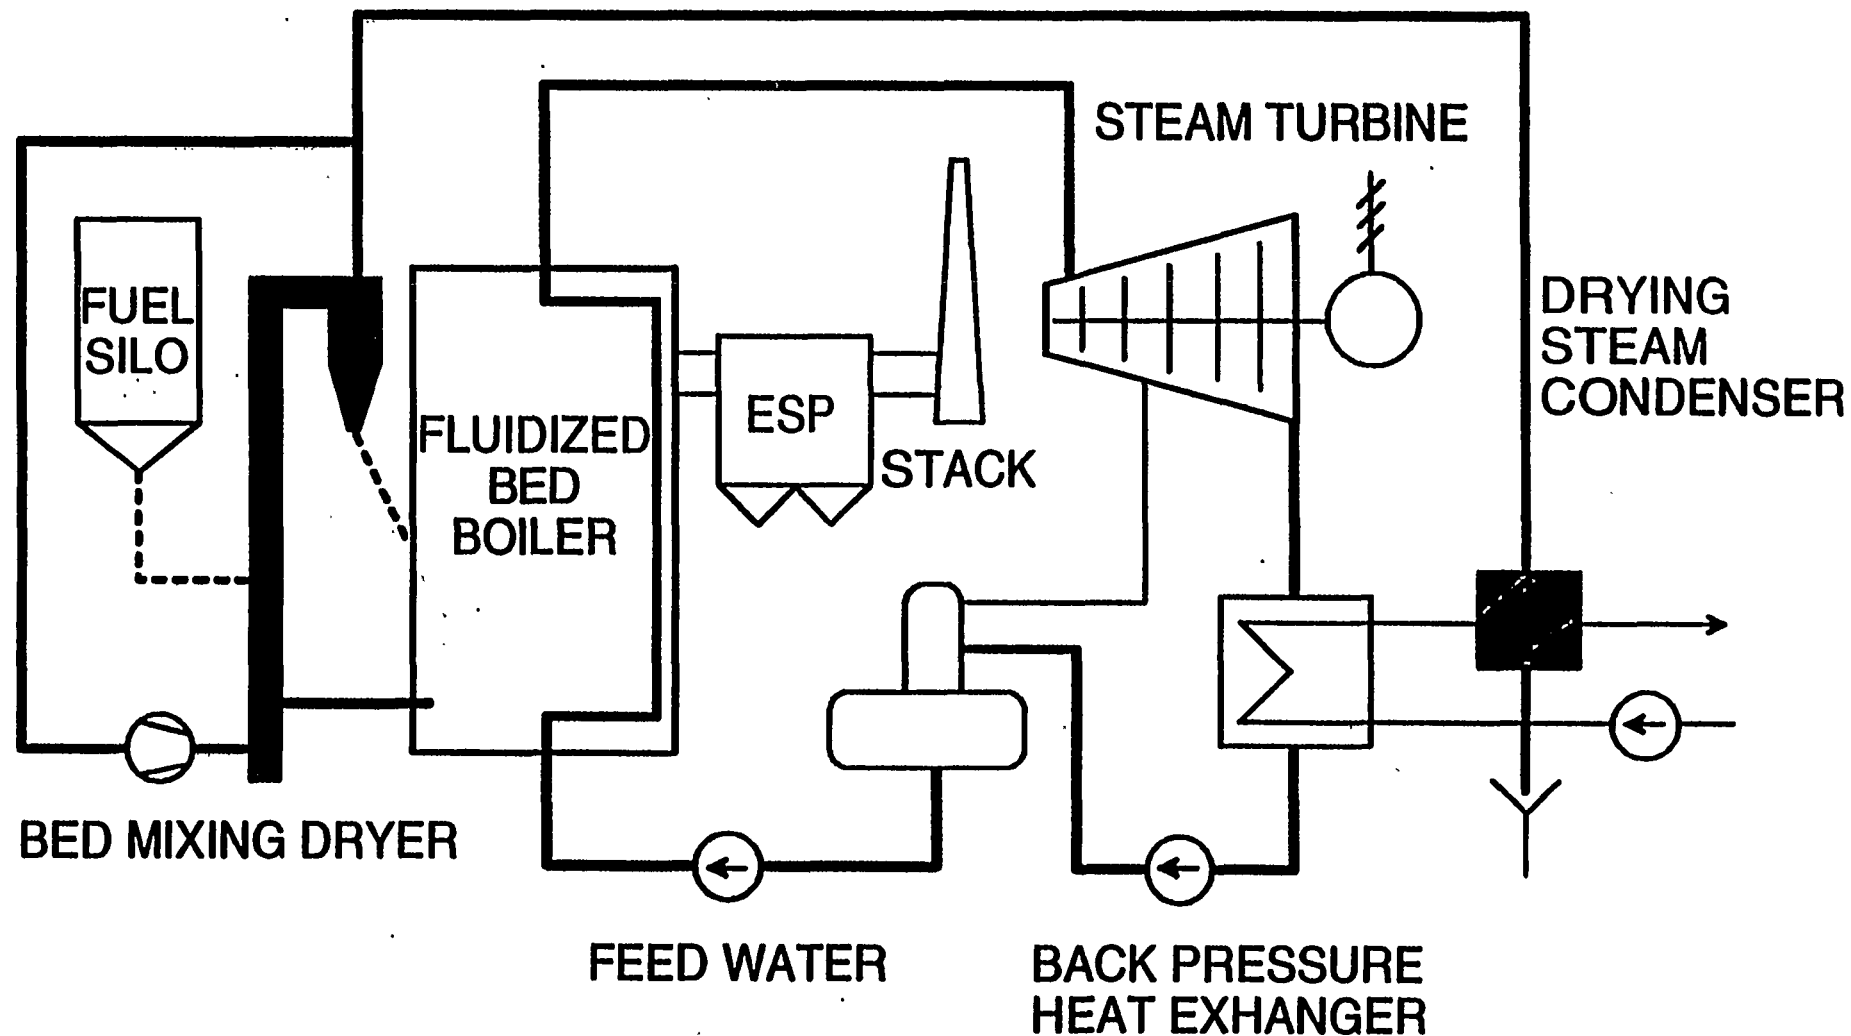 STEAM TURBINE
FUEL
SILO
DRYING
STEAM
CONDENSER
FLUIDIZED
BED
BOILER
ESP
STACK
BED MIXING DRYER
FEED WATER
BACK PRESSURE
HEAT EXHANGER